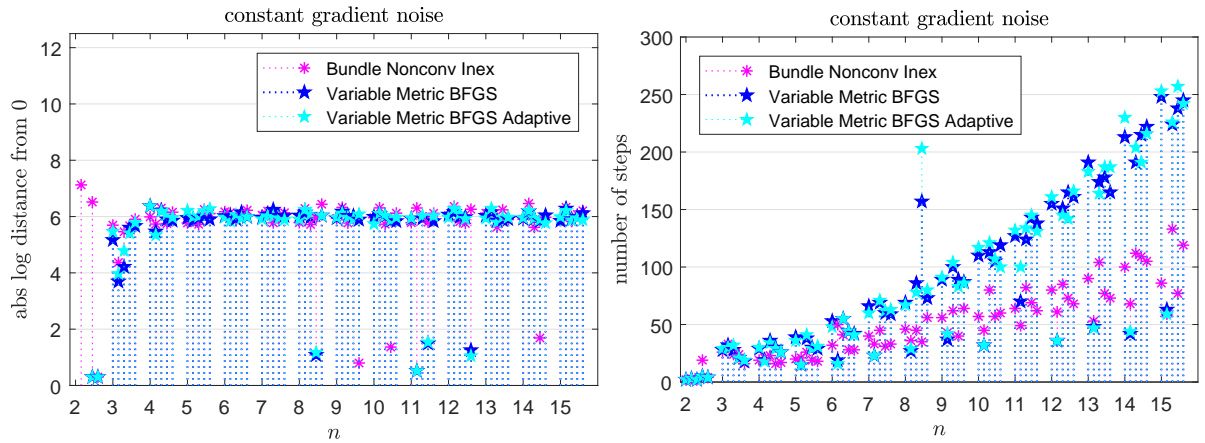 constant gradient noise
abs log distance from 0
12
10
8
6
4
2
0
Bundle Nonconv Inex
Variable Metric BFGS
Variable Metric BFGS Adaptive
2 3 4 5 6 7 8 9 10 11 12 13 14 15
n
constant gradient noise
number of steps
300
250
200
150
100
50
0
Bundle Nonconv Inex
Variable Metric BFGS
Variable Metric BFGS Adaptive
2 3 4 5 6 7 8 9 10 11 12 13 14 15
n